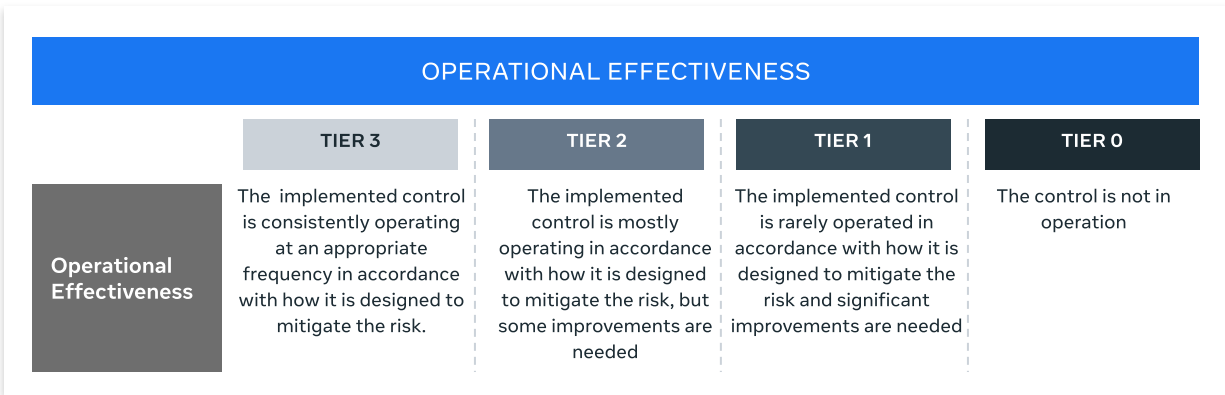 OPERATIONAL EFFECTIVENESS
TIER 3
TIER 2
TIER 1
TIER 0
Operational
Effectiveness
The implemented control
is consistently operating
at an appropriate
frequency in accordance
with how it is designed to
mitigate the risk.
The implemented
control is mostly
operating in accordance
with how it is designed
to mitigate the risk, but
some improvements are
needed
The implemented control
is rarely operated in
accordance with how it is
designed to mitigate the
risk and significant
improvements are needed
The control is not in
operation